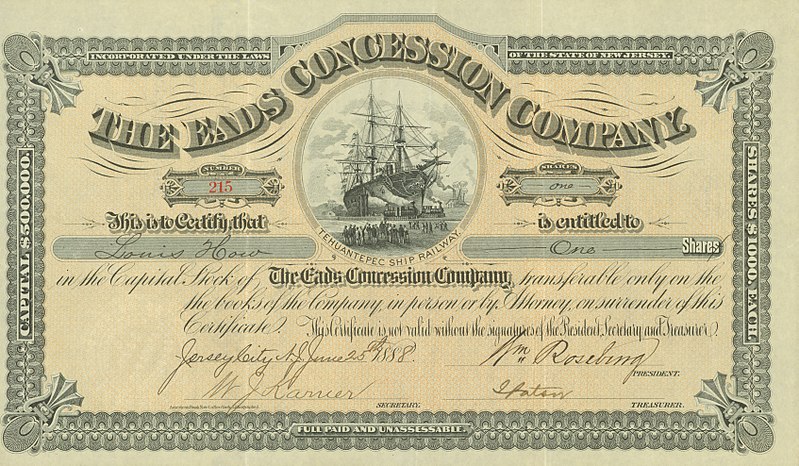 INCORPORATED UNDER THE LAWS OF THE STATE OF NEW JERSEY.
THE EADS CONCESSION COMPANY
NUMBER
215
SHARES
one
TEHUANTEPEC SHIP RAILWAY.
CAPITAL $500,000.
SHARES $1000. EACH.
This is to Certify, that Louis How is entitled to One Shares
in the Capital Stock of The Eads Concession Company, transferable only on the
the books of the Company, in person or by Attorney, on surrender of this
Certificate. This Certificate is not valid without the signatures of the President, Secretary and Treasurer
Jersey City N.J. June 25th 1888.
Wm
PRESIDENT.
W J Karner
SECRETARY.
TREASURER.
FULL PAID AND UNASSESSABLE.